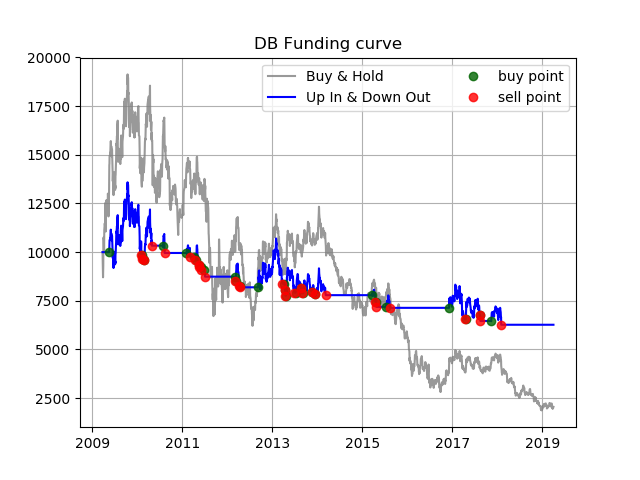 DB Funding curve
20000
17500
15000
12500
10000
7500
5000
2500
Buy & Hold
Up In & Down Out
buy point
sell point
2009 2011 2013 2015 2017 2019